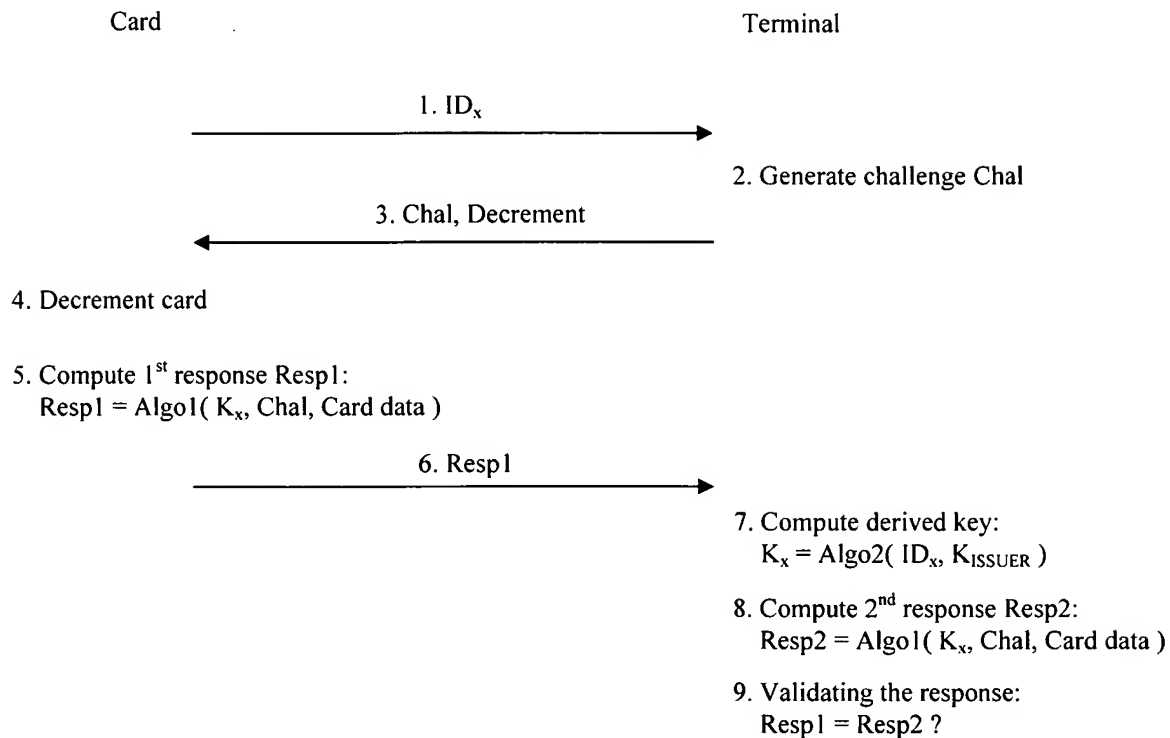 Card
Terminal
1. IDx
2. Generate challenge Chal
3. Chal, Decrement
4. Decrement card
5. Compute 1st response Resp1:
Resp1 = Algo1( Kx, Chal, Card data )
6. Resp1
7. Compute derived key:
Kx = Algo2( IDx, KISSUER )
8. Compute 2nd response Resp2:
Resp2 = Algo1( Kx, Chal, Card data )
9. Validating the response:
Resp1 = Resp2 ?